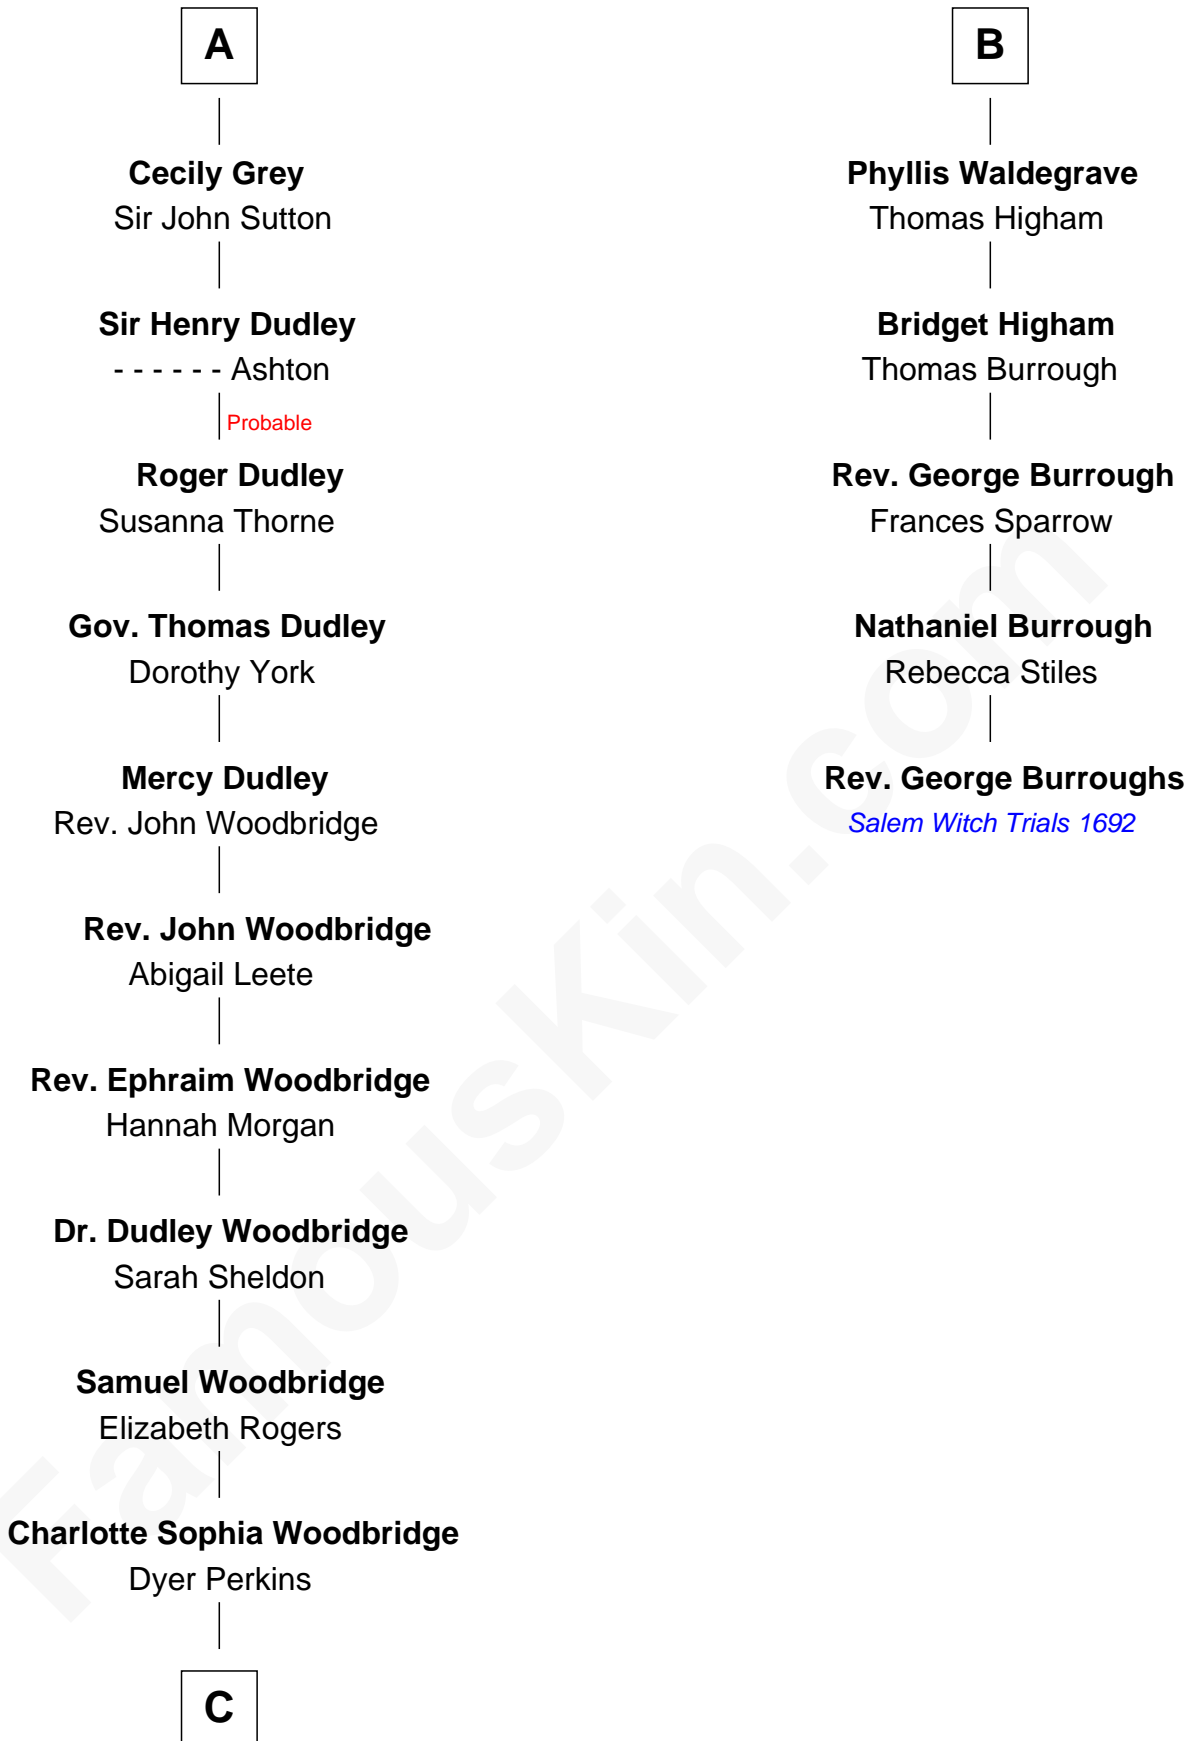 A
Cecily Grey
Sir John Sutton
Sir Henry Dudley
- - - - - - Ashton
Probable
Roger Dudley
Susanna Thorne
Gov. Thomas Dudley
Dorothy York
Mercy Dudley
Rev. John Woodbridge
Rev. John Woodbridge
Abigail Leete
Rev. Ephraim Woodbridge
Hannah Morgan
Dr. Dudley Woodbridge
Sarah Sheldon
Samuel Woodbridge
Elizabeth Rogers
Charlotte Sophia Woodbridge
Dyer Perkins
C
B
Phyllis Waldegrave
Thomas Higham
Bridget Higham
Thomas Burrough
Rev. George Burrough
Frances Sparrow
Nathaniel Burrough
Rebecca Stiles
Rev. George Burroughs
Salem Witch Trials 1692
FamousKin.com